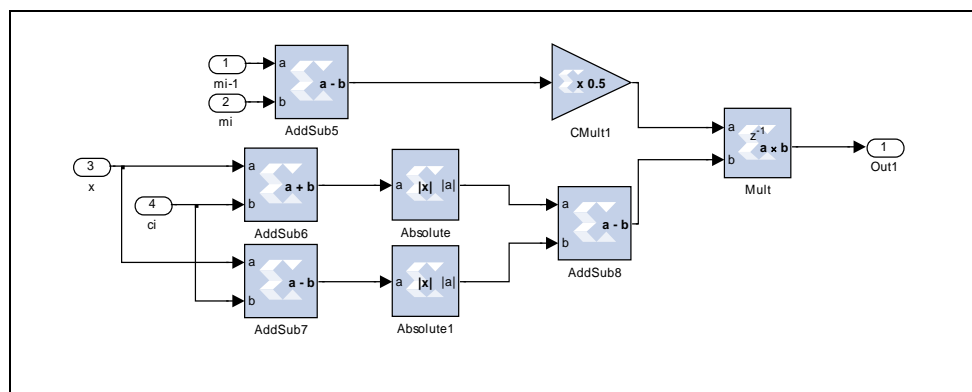 1
mi-1
2
mi
a
b
a - b
AddSub5
x 0.5
CMult1
a
b
z-1
a × b
Mult
1
Out1
3
x
4
ci
a
b
a + b
AddSub6
a
|x|
|a|
Absolute
a
b
a - b
AddSub8
a
b
a - b
AddSub7
a
|x|
|a|
Absolute1